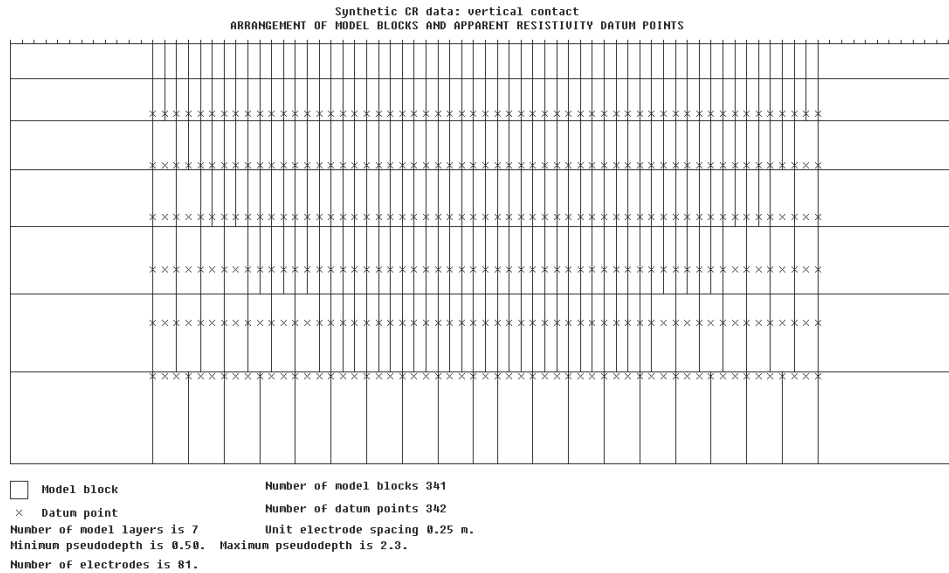 Synthetic CR data: vertical contact
ARRANGEMENT OF MODEL BLOCKS AND APPARENT RESISTIVITY DATUM POINTS
Model block
Number of model blocks 341
Datum point
Number of datum points 342
Number of model layers is 7
Unit electrode spacing 0.25 m.
Minimum pseudodepth is 0.50. Maximum pseudodepth is 2.3.
Number of electrodes is 81.